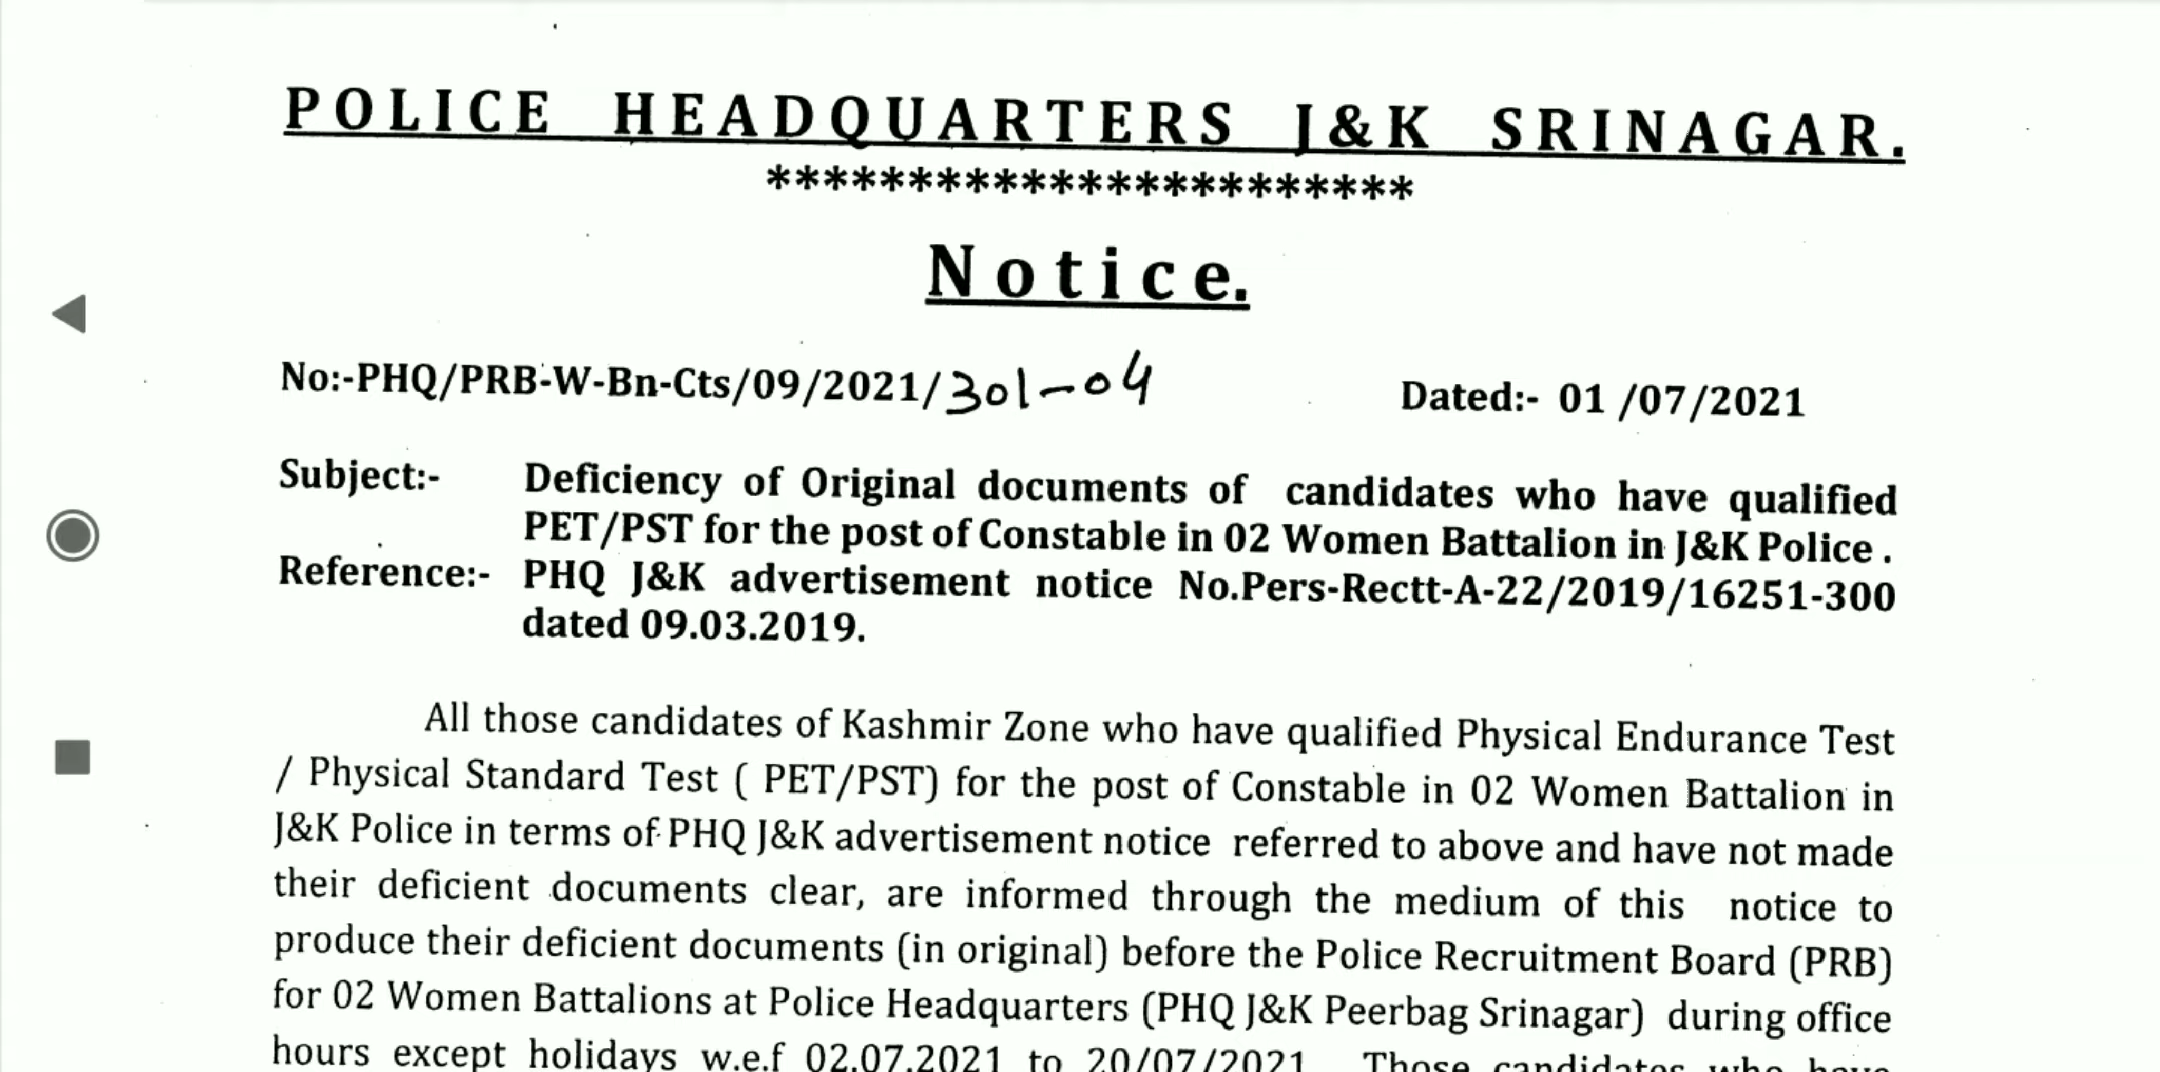 POLICE HEADQUARTERS J&K SRINAGAR.
***********************
Notice.
No:-PHQ/PRB-W-Bn-Cts/09/2021/301-04 Dated:- 01 /07/2021
Subject:- Deficiency of Original documents of candidates who have qualified
PET/PST for the post of Constable in 02 Women Battalion in J&K Police .
Reference:- PHQ J&K advertisement notice No.Pers-Rectt-A-22/2019/16251-300
dated 09.03.2019.
All those candidates of Kashmir Zone who have qualified Physical Endurance Test
/ Physical Standard Test ( PET/PST) for the post of Constable in 02 Women Battalion in
J&K Police in terms of PHQ J&K advertisement notice referred to above and have not made
their deficient documents clear, are informed through the medium of this notice to
produce their deficient documents (in original) before the Police Recruitment Board (PRB)
for 02 Women Battalions at Police Headquarters (PHQ J&K Peerbag Srinagar) during office
hours except holidays w.e.f 02.07.2021 to 20/07/2021 Those candidates who have